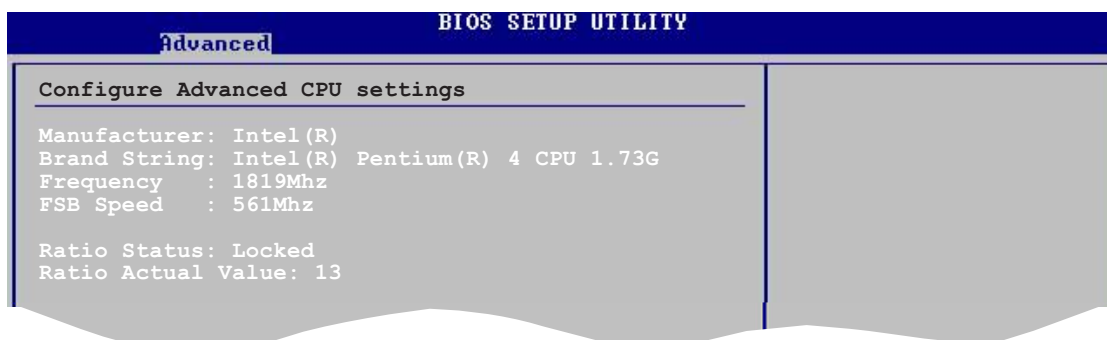 BIOS SETUP UTILITY
Advanced
Configure Advanced CPU settings
Manufacturer: Intel(R)
Brand String: Intel(R) Pentium(R) 4 CPU 1.73G
Frequency : 1819Mhz
FSB Speed : 561Mhz
Ratio Status: Locked
Ratio Actual Value: 13